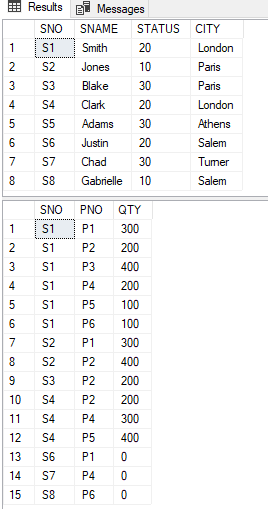 Results Messages
SNO SNAME STATUS CITY
1 S1 Smith 20 London
2 S2 Jones 10 Paris
3 S3 Blake 30 Paris
4 S4 Clark 20 London
5 S5 Adams 30 Athens
6 S6 Justin 20 Salem
7 S7 Chad 30 Turner
8 S8 Gabrielle 10 Salem
SNO PNO QTY
1 S1 P1 300
2 S1 P2 200
3 S1 P3 400
4 S1 P4 200
5 S1 P5 100
6 S1 P6 100
7 S2 P1 300
8 S2 P2 400
9 S3 P2 200
10 S4 P2 200
11 S4 P4 300
12 S4 P5 400
13 S6 P1 0
14 S7 P4 0
15 S8 P6 0